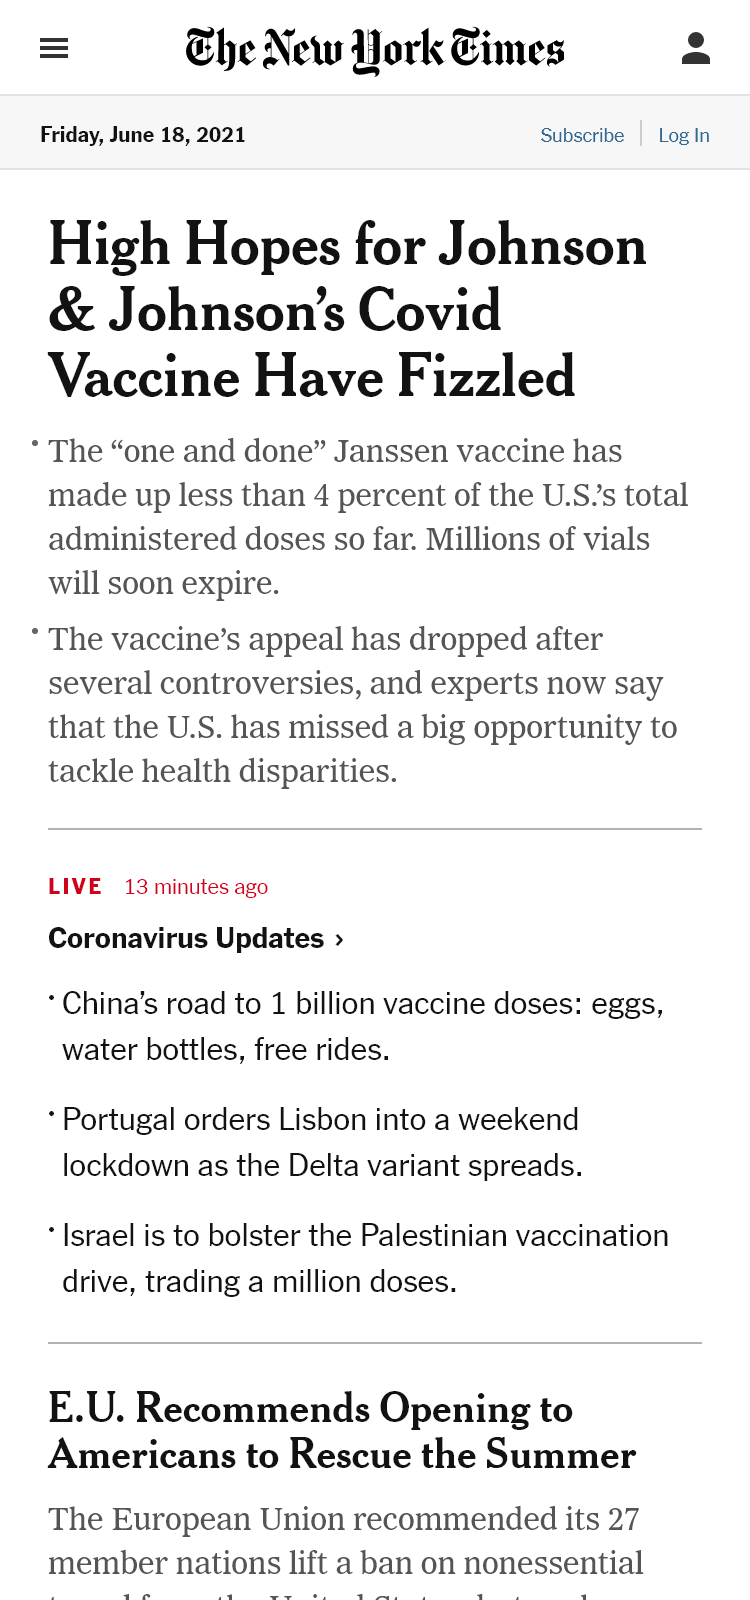 The New York Times
Friday, June 18, 2021
Subscribe
Log In
High Hopes for Johnson
& Johnson’s Covid
Vaccine Have Fizzled
• The “one and done” Janssen vaccine has
made up less than 4 percent of the U.S.’s total
administered doses so far. Millions of vials
will soon expire.
• The vaccine’s appeal has dropped after
several controversies, and experts now say
that the U.S. has missed a big opportunity to
tackle health disparities.
LIVE 13 minutes ago
Coronavirus Updates ›
• China’s road to 1 billion vaccine doses: eggs,
water bottles, free rides.
• Portugal orders Lisbon into a weekend
lockdown as the Delta variant spreads.
• Israel is to bolster the Palestinian vaccination
drive, trading a million doses.
E.U. Recommends Opening to
Americans to Rescue the Summer
The European Union recommended its 27
member nations lift a ban on nonessential